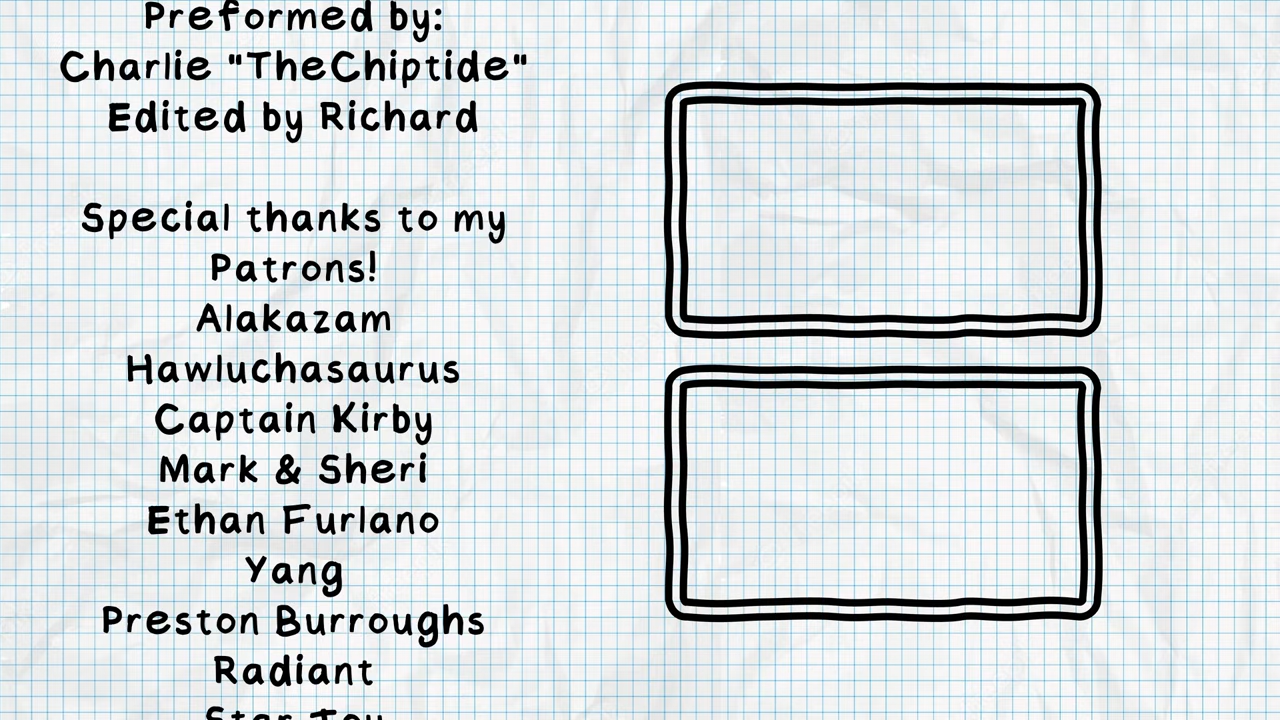 Preformed by:
Charlie "TheChiptide"
Edited by Richard
Special thanks to my
Patrons!
Alakazam
Hawluchasaurus
Captain Kirby
Mark & Sheri
Ethan Furlano
Yang
Preston Burroughs
Radiant